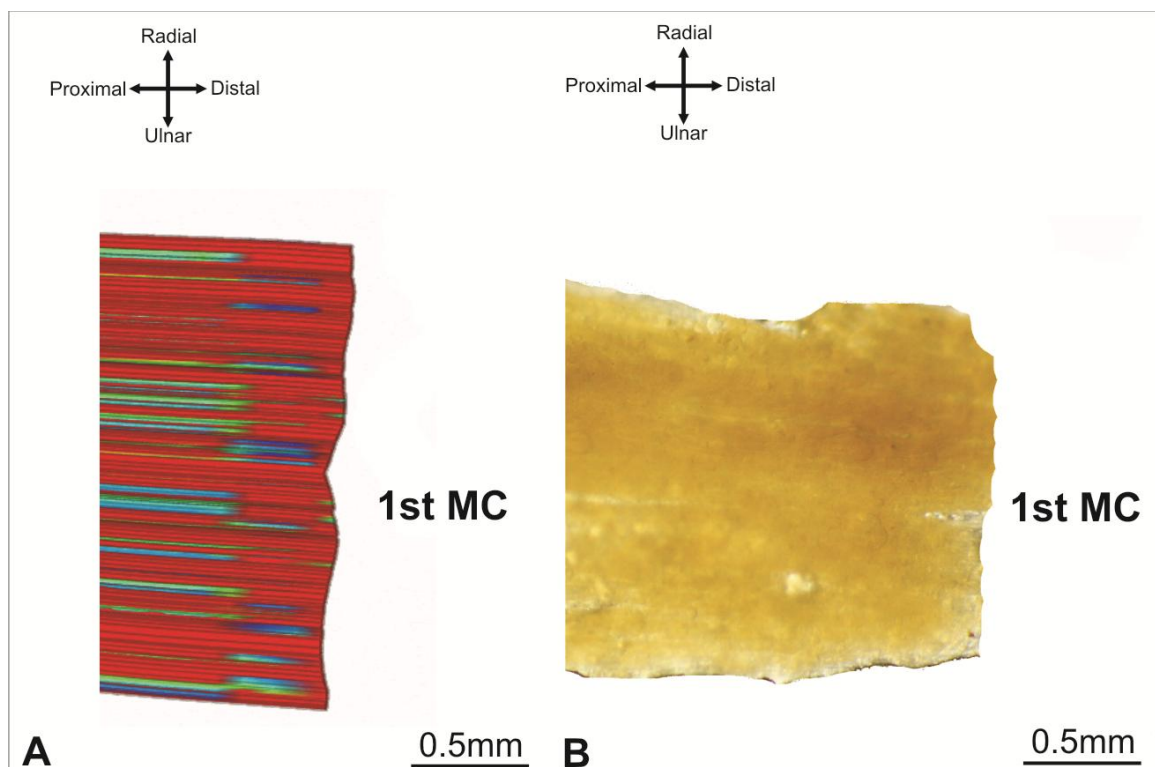 Radial
Proximal
Distal
Ulnar
Radial
Proximal
Distal
Ulnar
1st MC
1st MC
A
0.5mm
B
0.5mm